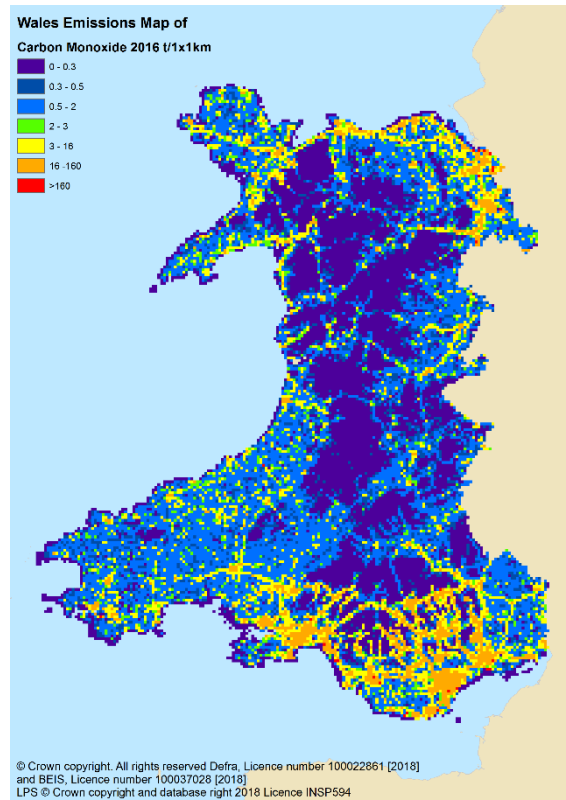 Wales Emissions Map of
Carbon Monoxide 2016 t/1x1km
0 - 0.3
0.3 - 0.5
0.5 - 2
2 - 3
3 - 16
16 -160
>160
© Crown copyright. All rights reserved Defra, Licence number 100022861 [2018]
and BEIS, Licence number 100037028 [2018]
LPS © Crown copyright and database right 2018 Licence INSP594